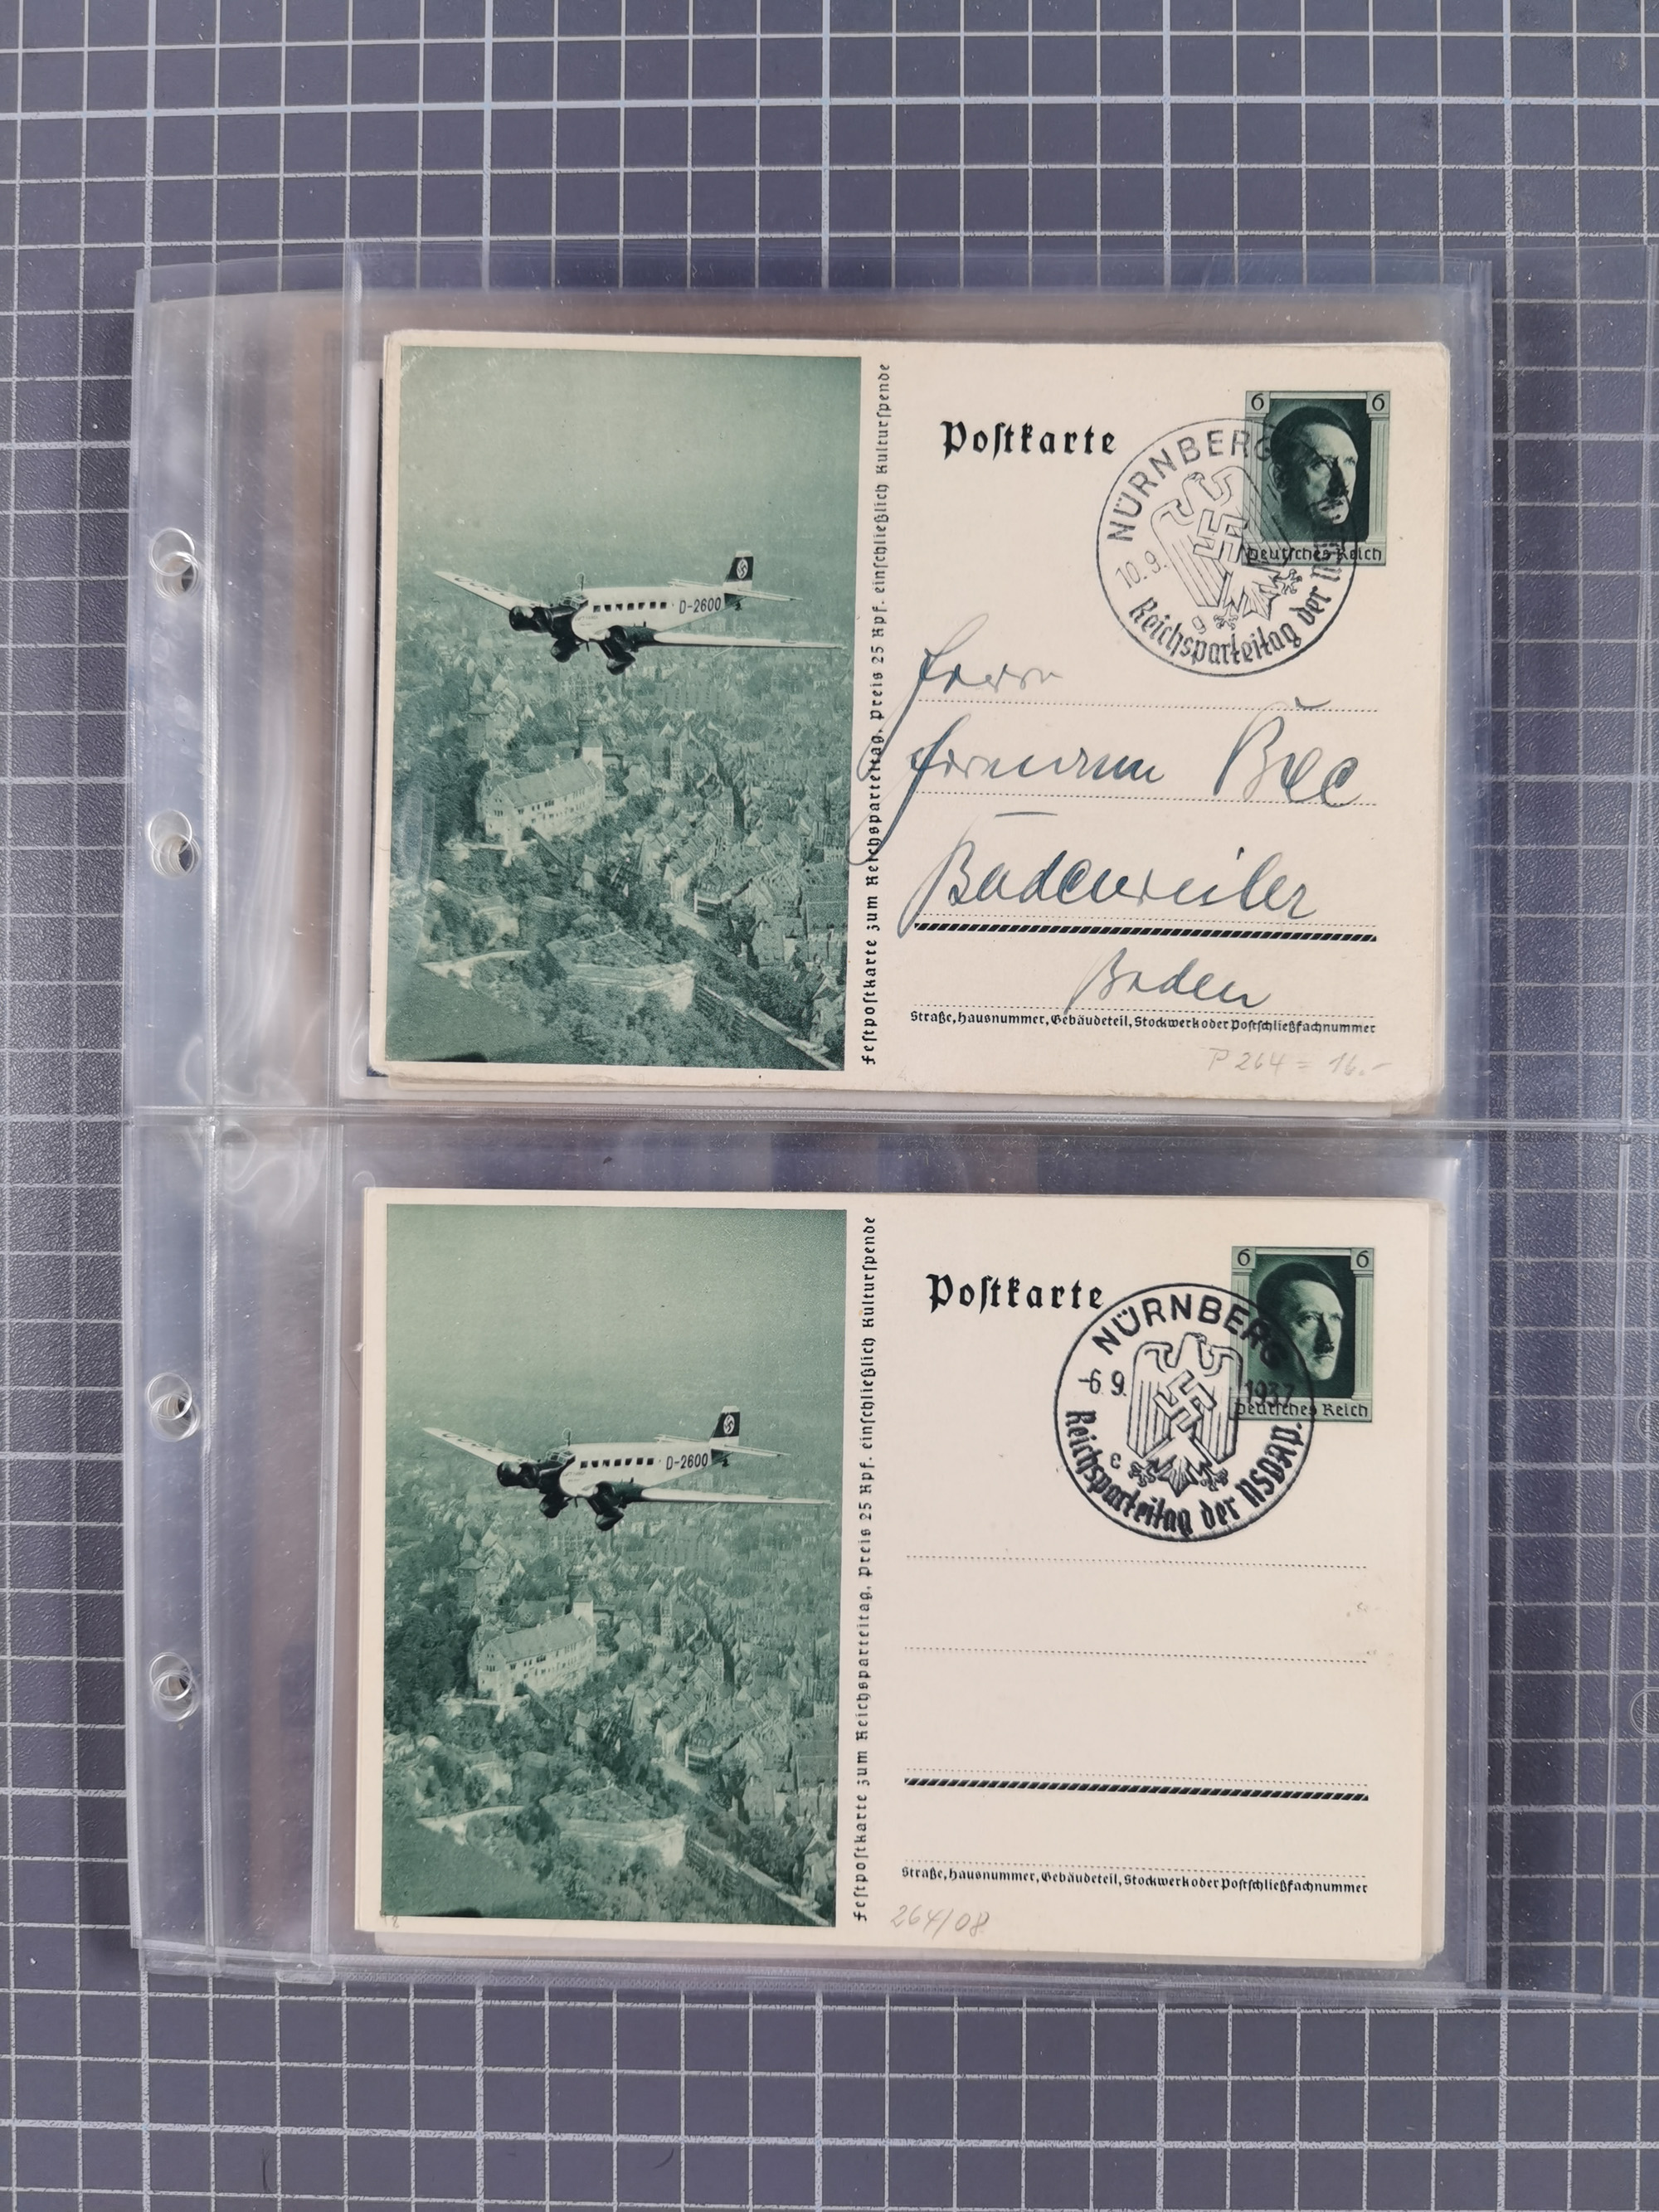 Postkarte
6 6
Deutsches Reich
NÜRNBERG
10.9.
g
Reichsparteitag der
D-2600
Festpostkarte zum Reichsparteitag. Preis 25 Rpf. einschließlich Kulturspende
Herrn
Badenweiler
Baden
Straße, Hausnummer, Gebäudeteil, Stockwerk oder Postschließfachnummer
P 264 = 16.-
Postkarte
6 6
Deutsches Reich
NÜRNBERG
-6.9. 1937
c
Reichsparteitag der NSDAP.
D-2600
Festpostkarte zum Reichsparteitag. Preis 25 Rpf. einschließlich Kulturspende
Straße, Hausnummer, Gebäudeteil, Stockwerk oder Postschließfachnummer
264/08